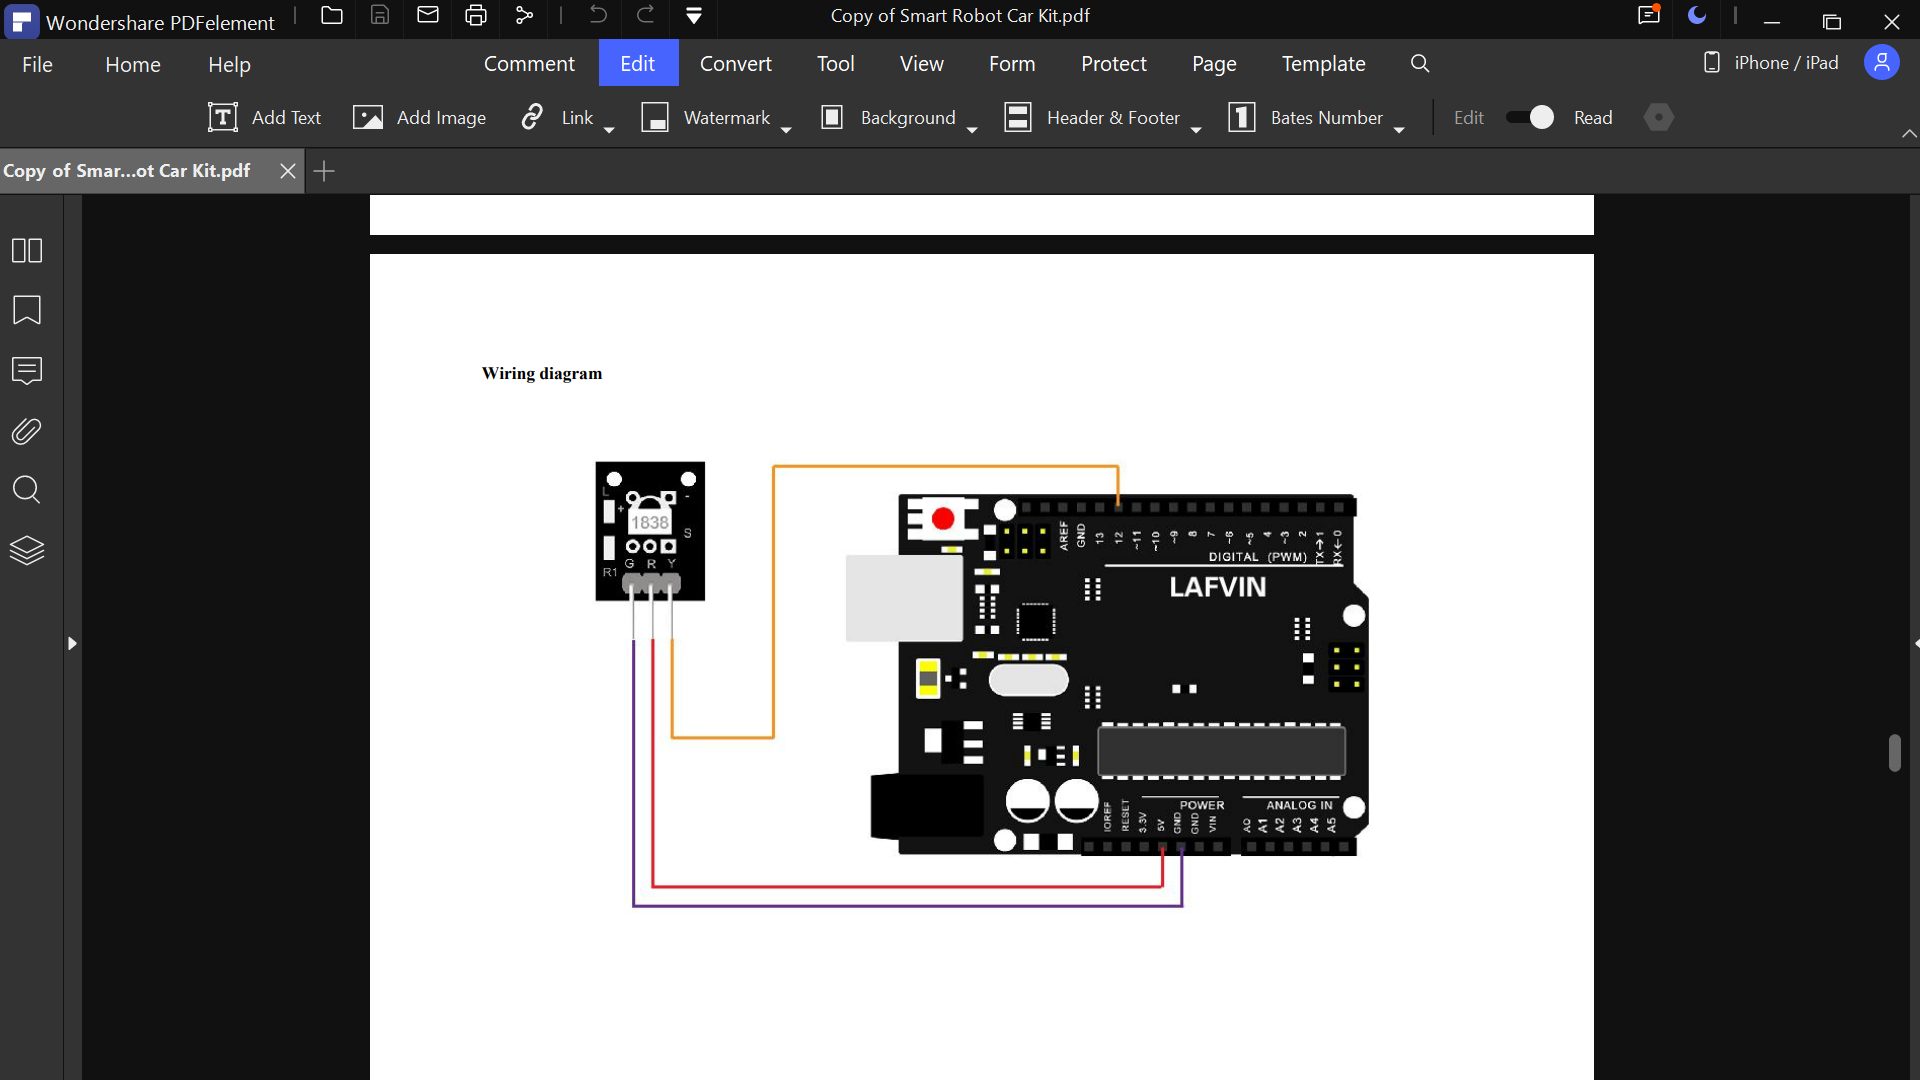 Wondershare PDFelement
Copy of Smart Robot Car Kit.pdf
File Home Help Comment Edit Convert Tool View Form Protect Page Template iPhone / iPad
Add Text Add Image Link Watermark Background Header & Footer Bates Number Edit Read
Copy of Smar...ot Car Kit.pdf
Wiring diagram
L -
+
1838
S
G R Y
R1
AREF GND 13 12 ~11 ~10 ~9 8 7 ~6 ~5 4 ~3 2 TX→1 RX←0
DIGITAL (PWM)
LAFVIN
POWER ANALOG IN
IOREF RESET 3.3V 5V GND GND VIN A0 A1 A2 A3 A4 A5